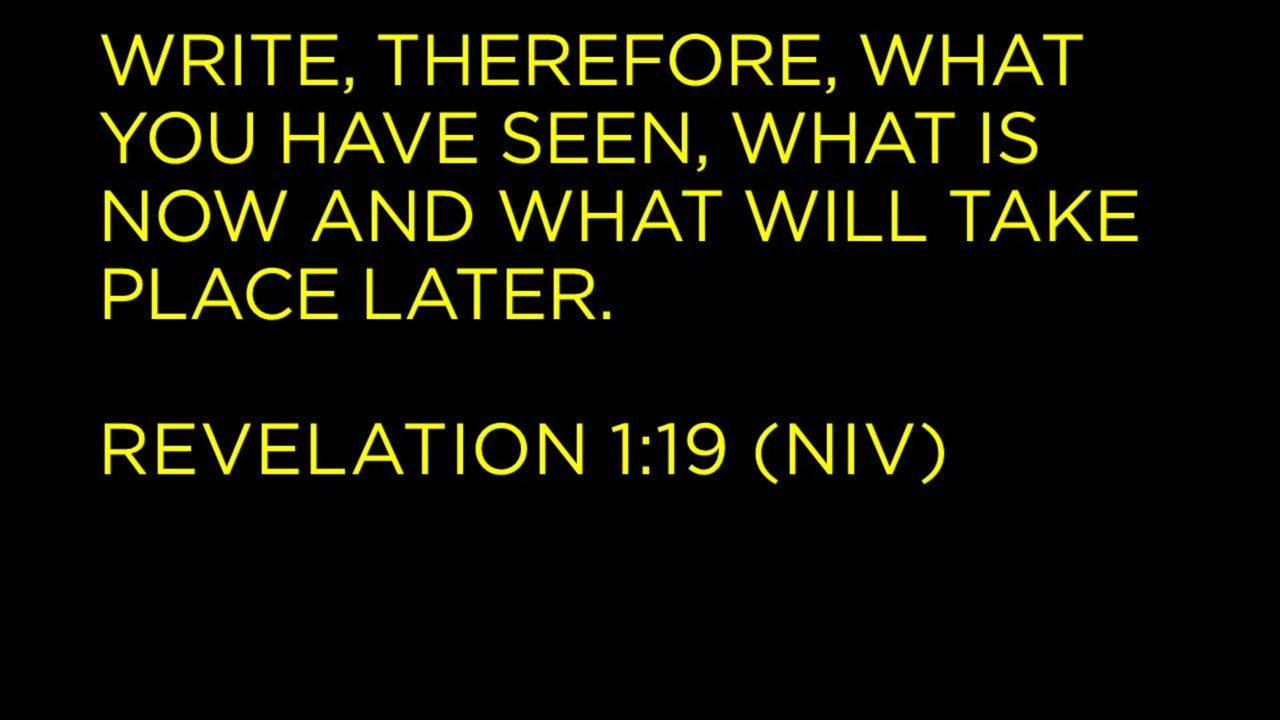 WRITE, THEREFORE, WHAT
YOU HAVE SEEN, WHAT IS
NOW AND WHAT WILL TAKE
PLACE LATER.
REVELATION 1:19 (NIV)